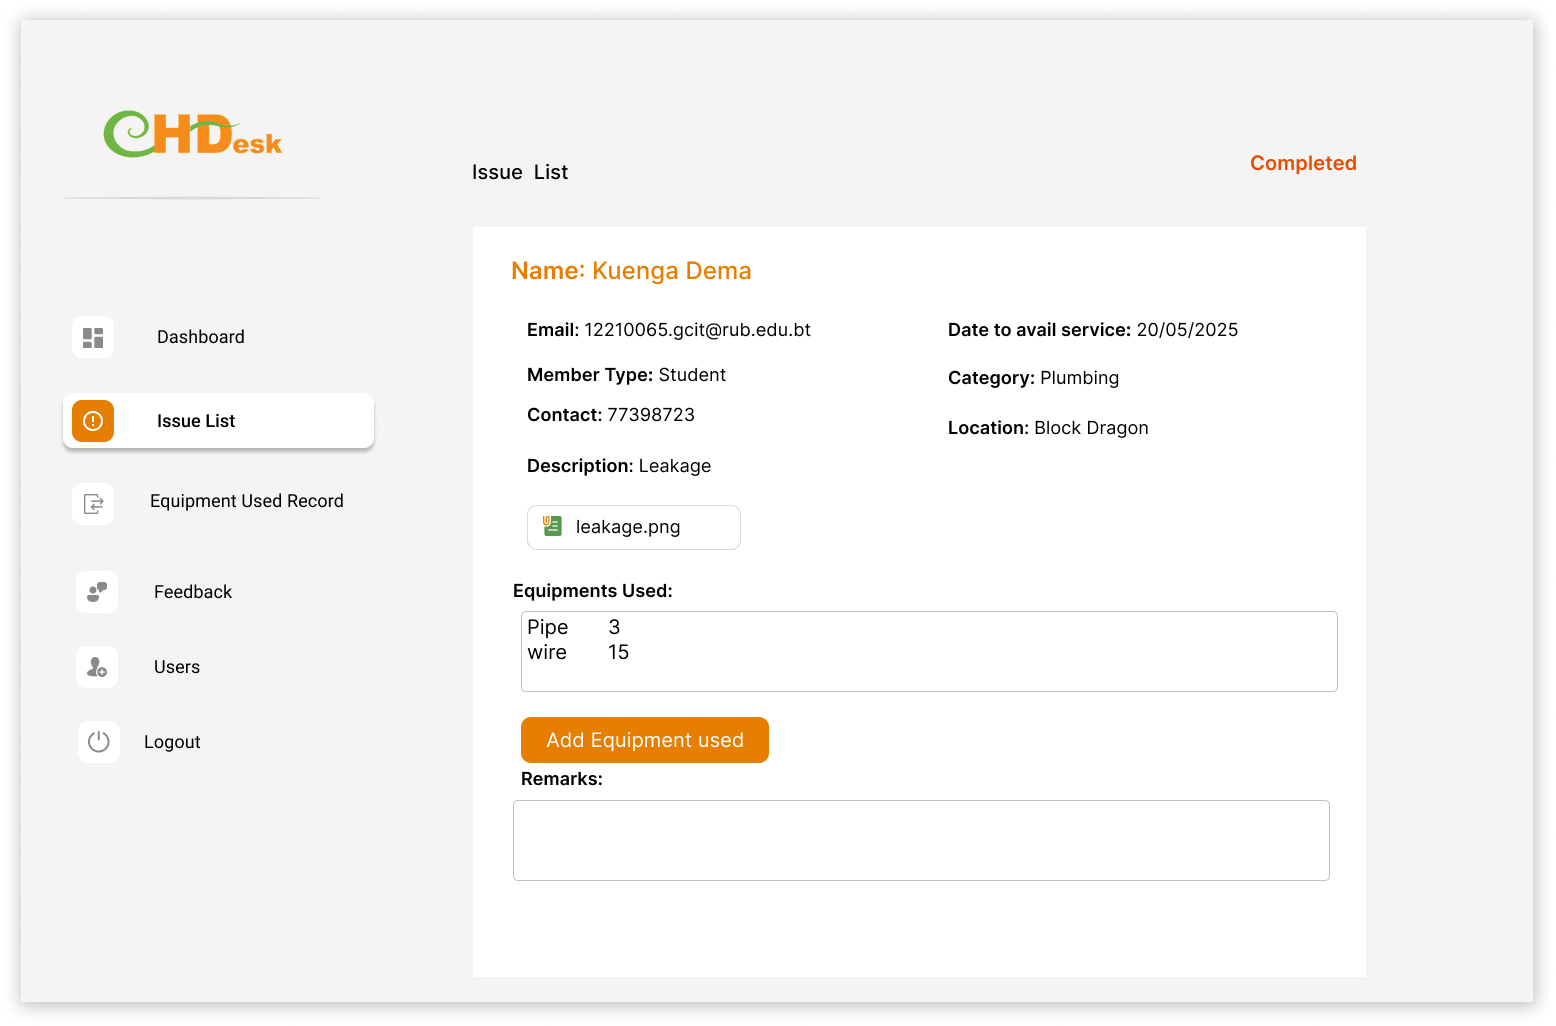 CHDesk
Issue List
Completed
Dashboard
Issue List
Equipment Used Record
Feedback
Users
Logout
Name: Kuenga Dema
Email: 12210065.gcit@rub.edu.bt
Member Type: Student
Contact: 77398723
Description: Leakage
Date to avail service: 20/05/2025
Category: Plumbing
Location: Block Dragon
leakage.png
Equipments Used:
Pipe 3
wire 15
Add Equipment used
Remarks: